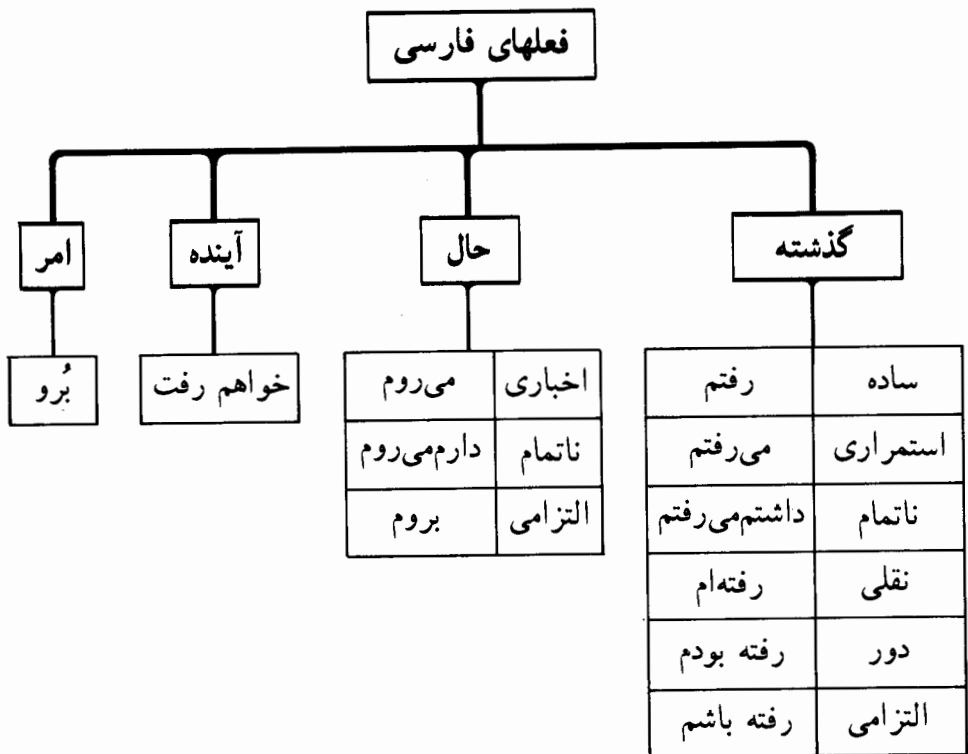 فعلهای فارسی
گذشته
حال
آینده
امر
ساده رفتم
استمراری می‌رفتم
ناتمام داشتم‌می‌رفتم
نقلی رفته‌ام
دور رفته بودم
التزامی رفته باشم
اخباری می‌روم
ناتمام دارم‌می‌روم
التزامی بروم
خواهم رفت
بُرو